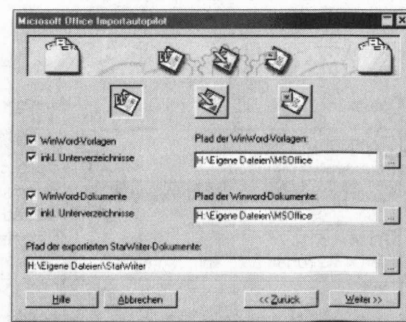 Microsoft Office Importautopilot
WinWord-Vorlagen
inkl. Unterverzeichnisse
Pfad der WinWord-Vorlagen:
H:\Eigene Dateien\MSOffice
...
WinWord-Dokumente
inkl. Unterverzeichnisse
Pfad der Winword-Dokumente:
H:\Eigene Dateien\MSOffice
...
Pfad der exportierten StarWriter-Dokumente:
H:\Eigene Dateien\StarWriter
...
Hilfe
Abbrechen
<< Zurück
Weiter >>